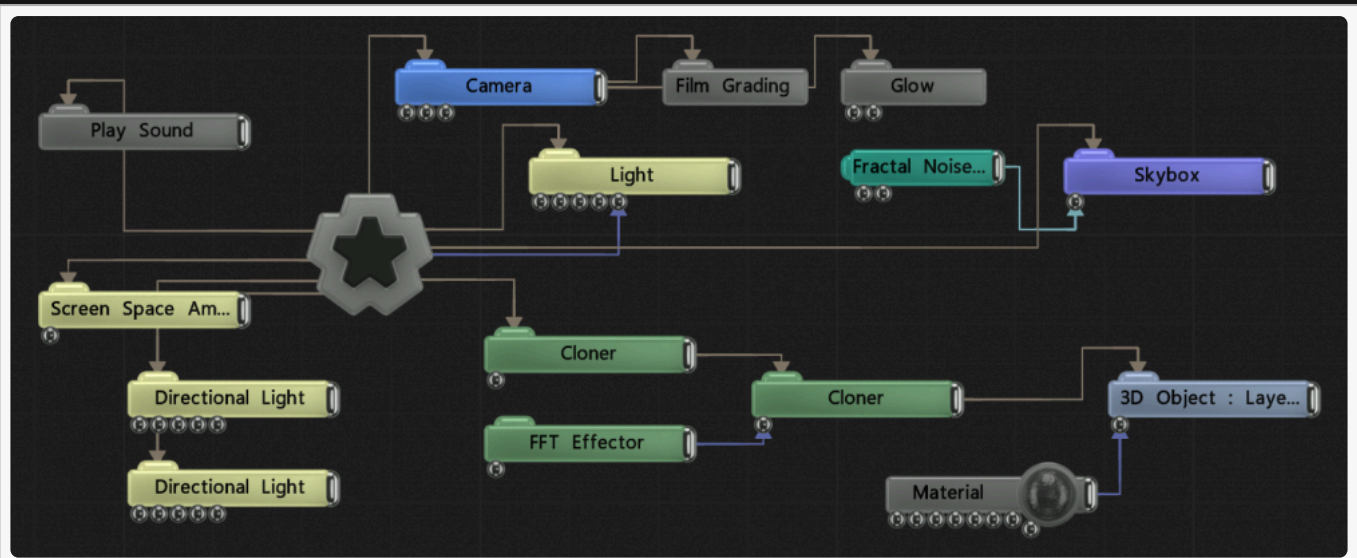 Camera
Film Grading
Glow
Play Sound
Light
Fractal Noise...
Skybox
Screen Space Am...
Cloner
Directional Light
Cloner
3D Object : Laye...
FFT Effector
Directional Light
Material